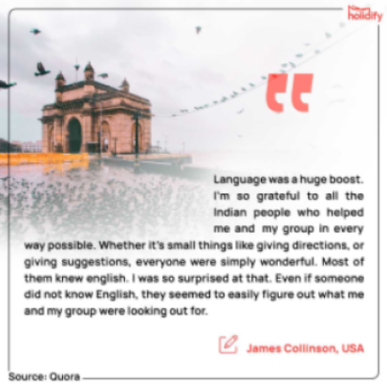 holidify
Language was a huge boost.
I'm so grateful to all the
Indian people who helped
me and my group in every
way possible. Whether it's small things like giving directions, or
giving suggestions, everyone were simply wonderful. Most of
them knew english. I was so surprised at that. Even if someone
did not know English, they seemed to easily figure out what me
and my group were looking out for.
James Collinson, USA
Source: Quora